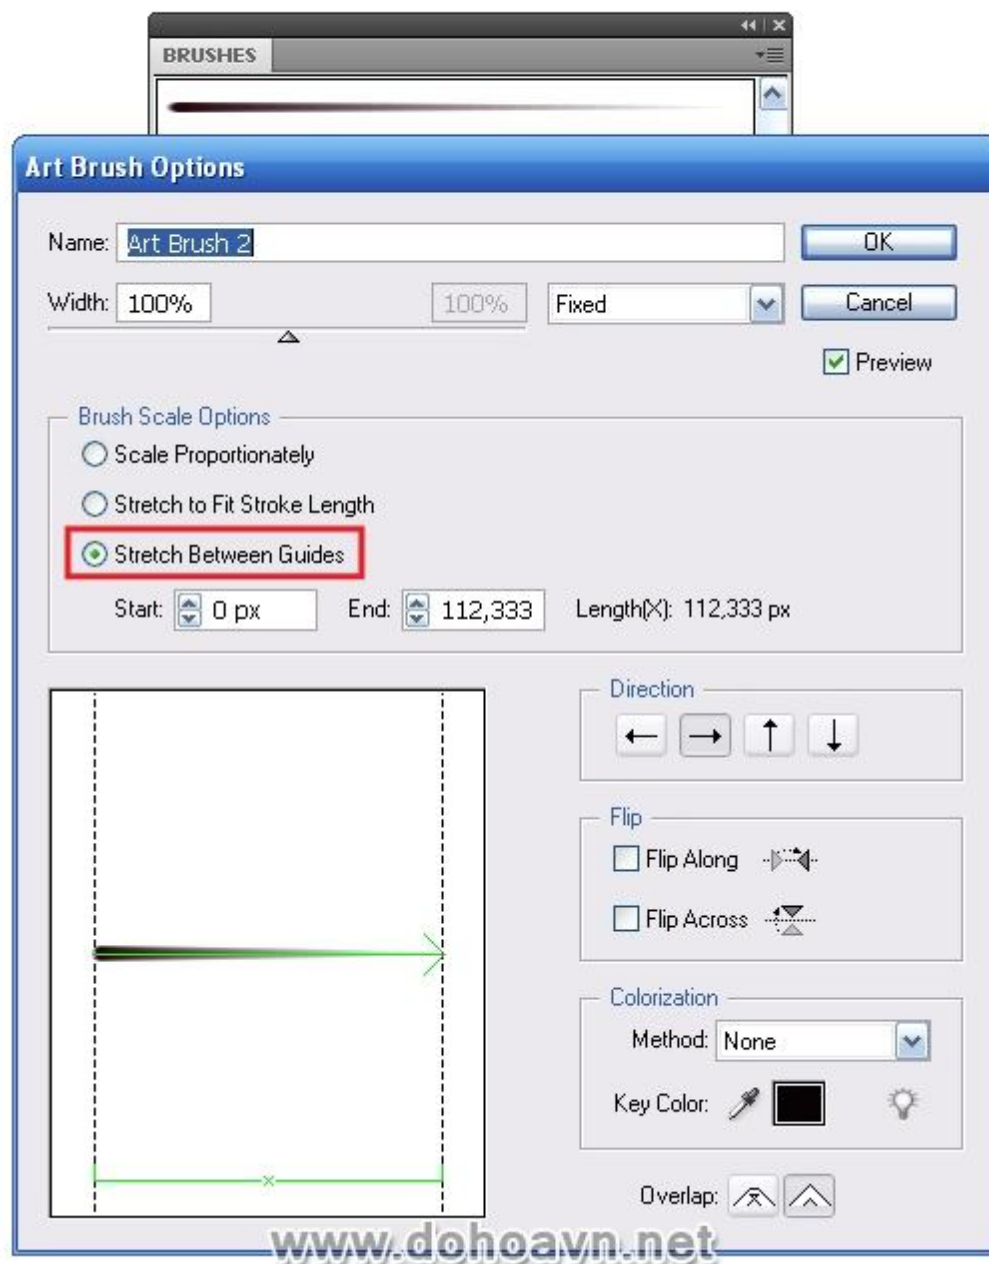 BRUSHES
Art Brush Options
Name: Art Brush 2 OK
Width: 100% 100% Fixed Cancel
Preview
Brush Scale Options
Scale Proportionately
Stretch to Fit Stroke Length
Stretch Between Guides
Start: 0 px End: 112,333 Length(X): 112,333 px
Direction
Flip
Flip Along
Flip Across
Colorization
Method: None
Key Color:
Overlap:
www.dohoavn.net